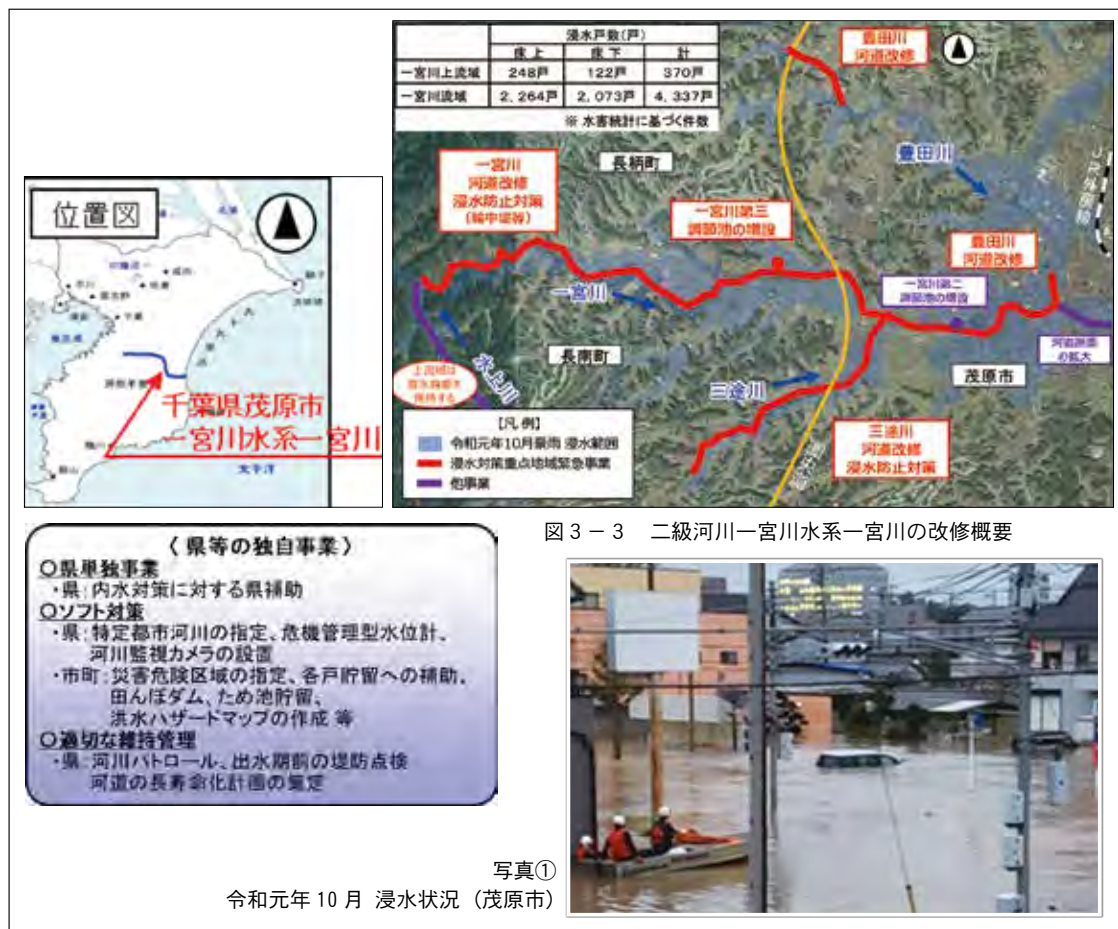 浸水戸数(戸)
床上 床下 計
一宮川上流域 248戸 122戸 370戸
一宮川流域 2,264戸 2,073戸 4,337戸
※ 水害統計に基づく件数
豊田川
河道改修
長柄町
豊田川
一宮川
河道改修
浸水防止対策
(輪中堤等)
一宮川第三
調節池の増設
豊田川
河道改修
一宮川第二
調節池の増設
一宮川
水上川
長南町
三途川
茂原市
河道断面
の拡大
上流域は
三途川
河道改修
浸水防止対策
【凡 例】
令和元年10月豪雨 浸水範囲
浸水対策重点地域緊急事業
他事業
位置図
千葉
太平洋
千葉県茂原市
一宮川水系一宮川
図3-3 二級河川一宮川水系一宮川の改修概要
〈 県等の独自事業 〉
〇県単独事業
・県:内水対策に対する県補助
〇ソフト対策
・県:特定都市河川の指定、危機管理型水位計、
河川監視カメラの設置
・市町:災害危険区域の指定、各戸貯留への補助、
田んぼダム、ため池貯留、
洪水ハザードマップの作成 等
〇適切な維持管理
・県:河川パトロール、出水期前の堤防点検
河道の長寿命化計画の策定
写真①
令和元年10月 浸水状況(茂原市)